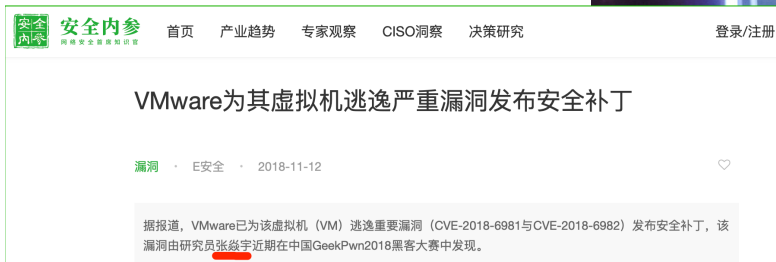 安全内参
安全内参
网络安全首席知识官
首页 产业趋势 专家观察 CISO洞察 决策研究 登录/注册
VMware为其虚拟机逃逸严重漏洞发布安全补丁
漏洞 · E安全 · 2018-11-12
据报道，VMware已为该虚拟机（VM）逃逸重要漏洞（CVE-2018-6981与CVE-2018-6982）发布安全补丁，该
漏洞由研究员张焱宇近期在中国GeekPwn2018黑客大赛中发现。